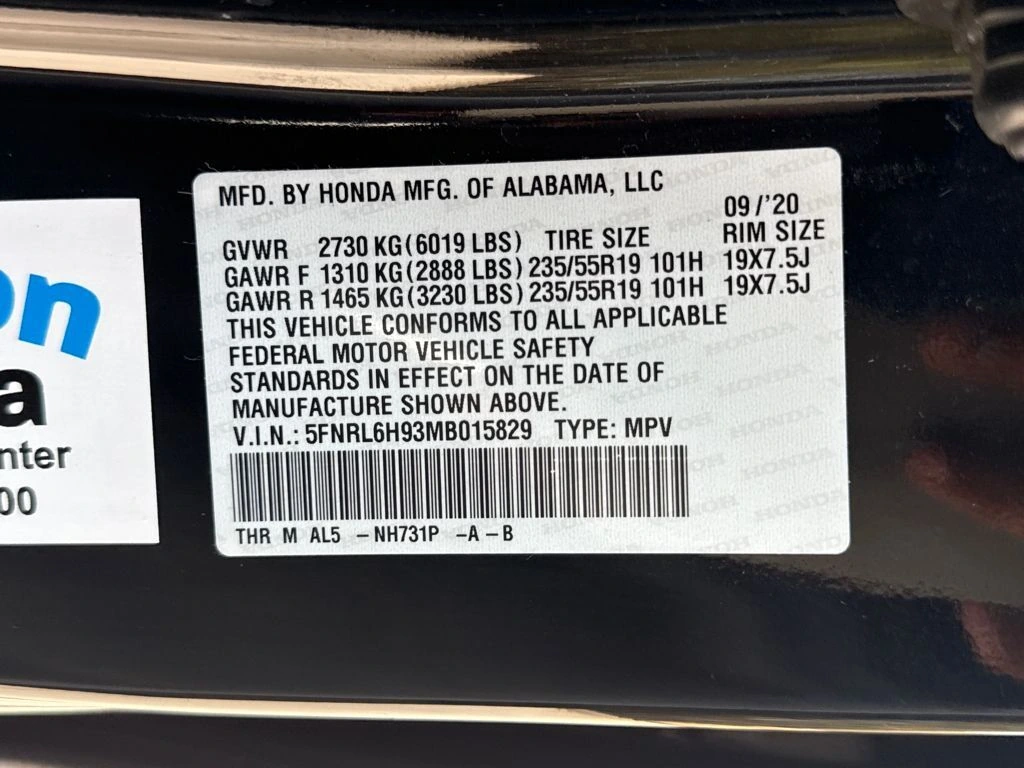 MFD. BY HONDA MFG. OF ALABAMA, LLC
09/'20
GVWR 2730 KG(6019 LBS) TIRE SIZE RIM SIZE
GAWR F 1310 KG(2888 LBS) 235/55R19 101H 19X7.5J
GAWR R 1465 KG(3230 LBS) 235/55R19 101H 19X7.5J
THIS VEHICLE CONFORMS TO ALL APPLICABLE
FEDERAL MOTOR VEHICLE SAFETY
STANDARDS IN EFFECT ON THE DATE OF
MANUFACTURE SHOWN ABOVE.
V.I.N.: 5FNRL6H93MB015829 TYPE: MPV
THR M AL5 - NH731P -A -B
on
a
nter
00